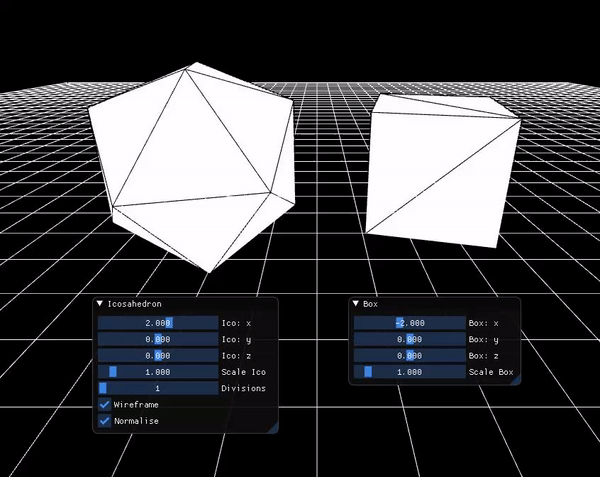 Icosahedron
2.000 Ico: x
0.000 Ico: y
0.000 Ico: z
1.000 Scale Ico
1 Divisions
Wireframe
Normalise
Box
-2.000 Box: x
0.000 Box: y
0.000 Box: z
1.000 Scale Box